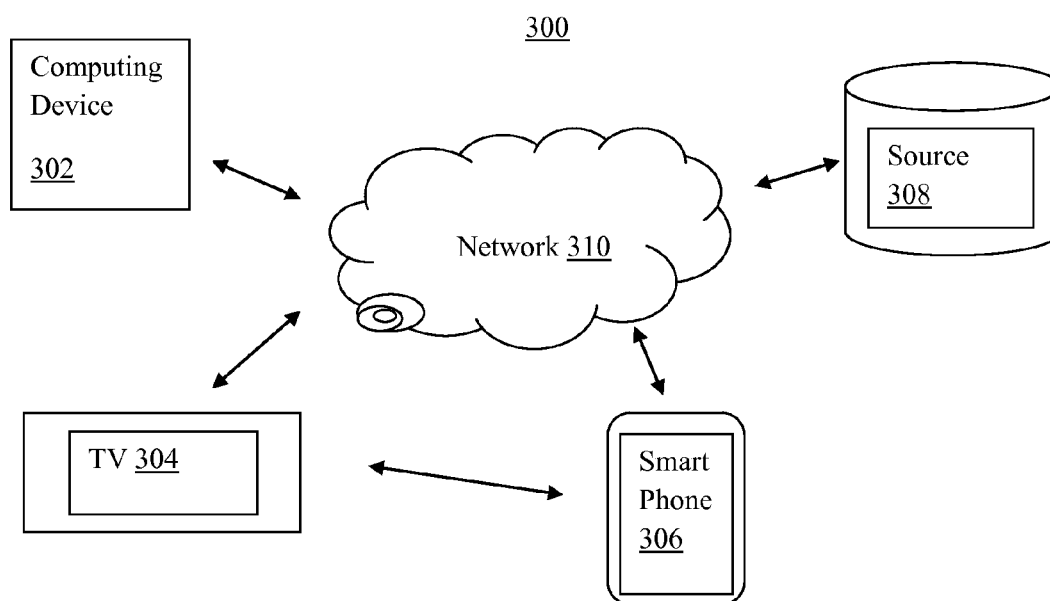 300
Computing
Device
302
Source
308
Network 310
TV 304
Smart
Phone
306